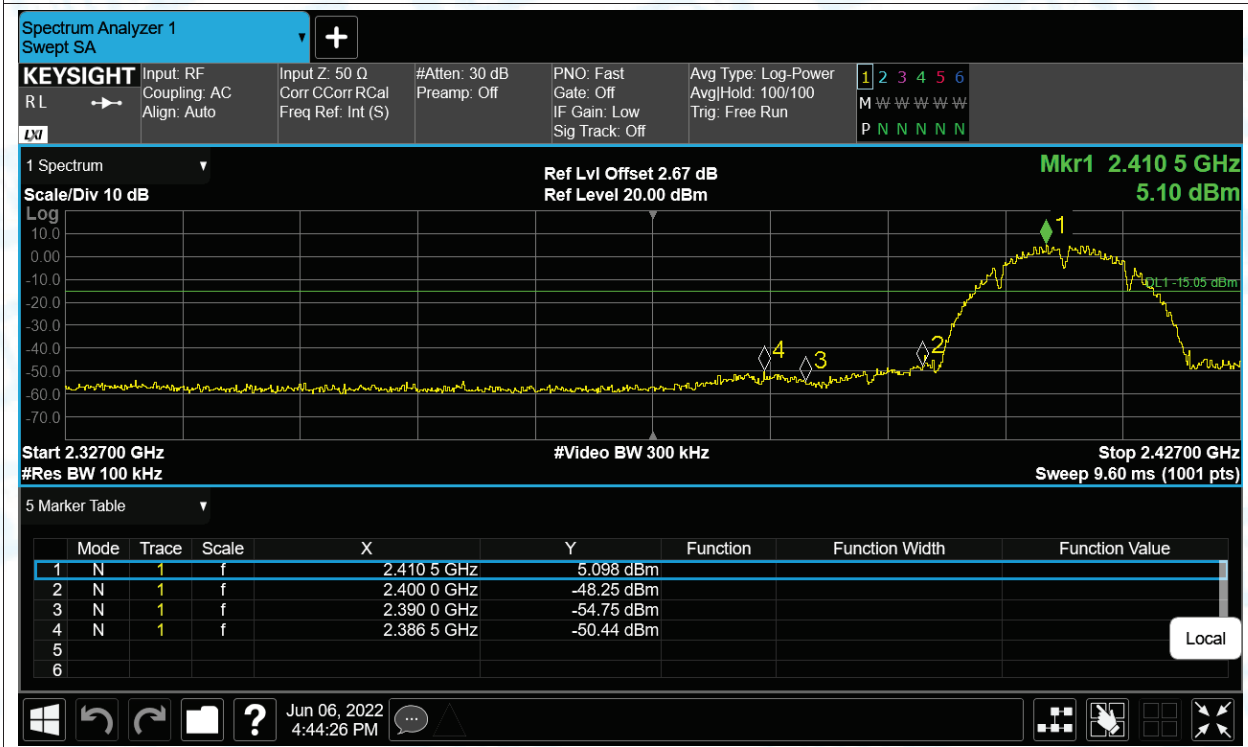 Spectrum Analyzer 1
Swept SA
KEYSIGHT
R L
LXI
Input: RF
Coupling: AC
Align: Auto
Input Z: 50 Ω
Corr CCorr RCal
Freq Ref: Int (S)
#Atten: 30 dB
Preamp: Off
PNO: Fast
Gate: Off
IF Gain: Low
Sig Track: Off
Avg Type: Log-Power
Avg|Hold: 100/100
Trig: Free Run
1 2 3 4 5 6
M W W W W W
P N N N N N
1 Spectrum
Scale/Div 10 dB
Ref Lvl Offset 2.67 dB
Ref Level 20.00 dBm
Mkr1 2.410 5 GHz
5.10 dBm
Log
10.0
0.00
-10.0
-20.0
-30.0
-40.0
-50.0
-60.0
-70.0
1
DL1 -15.05 dBm
4
3
2
Start 2.32700 GHz
#Video BW 300 kHz
Stop 2.42700 GHz
#Res BW 100 kHz
Sweep 9.60 ms (1001 pts)
5 Marker Table
Mode Trace Scale X Y Function Function Width Function Value
1 N 1 f 2.410 5 GHz 5.098 dBm
2 N 1 f 2.400 0 GHz -48.25 dBm
3 N 1 f 2.390 0 GHz -54.75 dBm
4 N 1 f 2.386 5 GHz -50.44 dBm
5
6
Local
?
Jun 06, 2022
4:44:26 PM